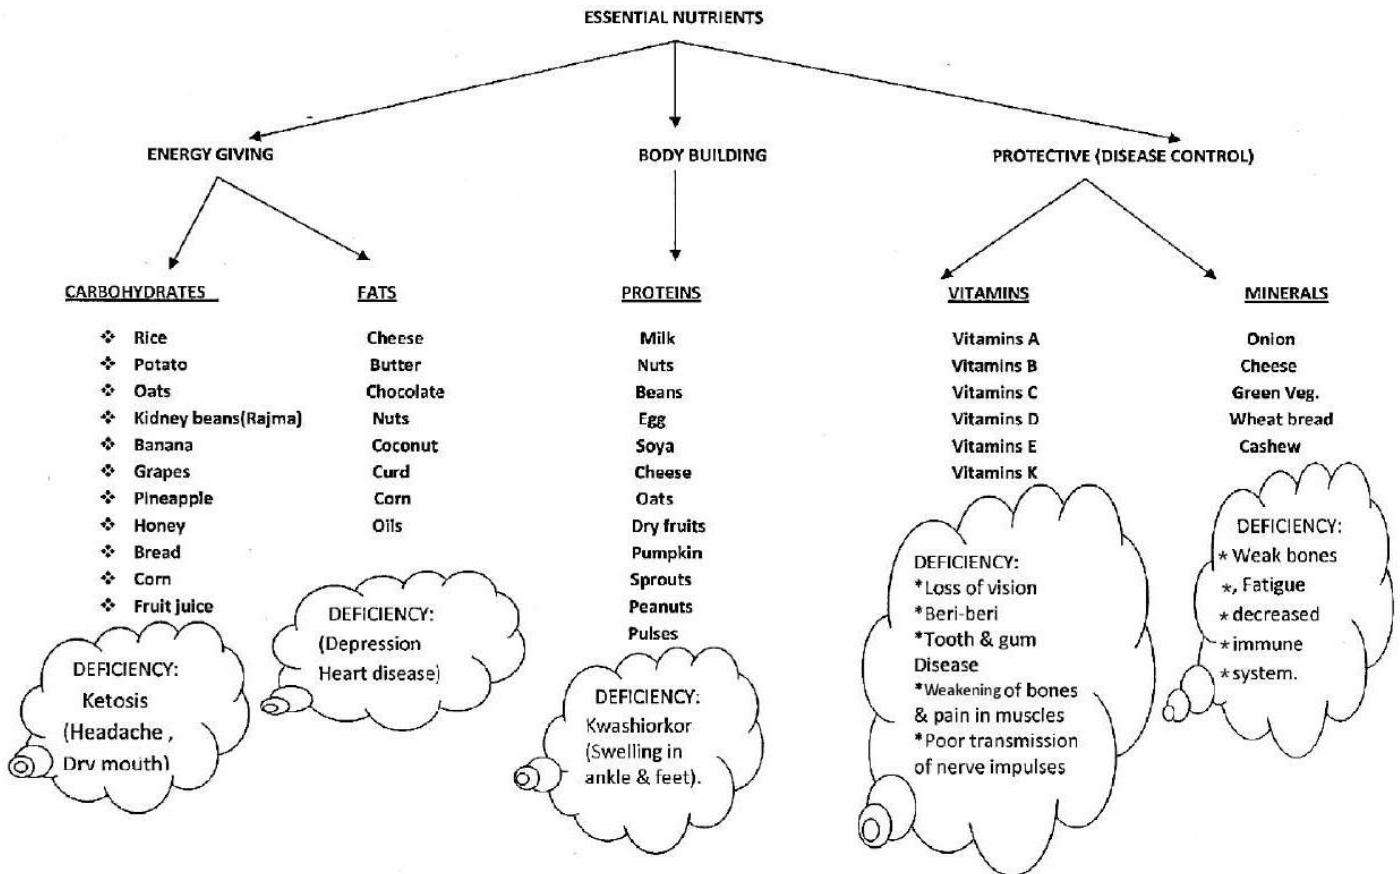 ESSENTIAL NUTRIENTS
ENERGY GIVING
BODY BUILDING
PROTECTIVE (DISEASE CONTROL)
CARBOHYDRATES
Rice
Potato
Oats
Kidney beans(Rajma)
Banana
Grapes
Pineapple
Honey
Bread
Corn
Fruit juice
DEFICIENCY:
Ketosis
(Headache ,
Dry mouth)
FATS
Cheese
Butter
Chocolate
Nuts
Coconut
Curd
Corn
Oils
DEFICIENCY:
(Depression
Heart disease)
PROTEINS
Milk
Nuts
Beans
Egg
Soya
Cheese
Oats
Dry fruits
Pumpkin
Sprouts
Peanuts
Pulses
DEFICIENCY:
Kwashiorkor
(Swelling in
ankle & feet).
VITAMINS
Vitamins A
Vitamins B
Vitamins C
Vitamins D
Vitamins E
Vitamins K
DEFICIENCY:
*Loss of vision
*Beri-beri
*Tooth & gum
Disease
*Weakening of bones
& pain in muscles
*Poor transmission
of nerve impulses
MINERALS
Onion
Cheese
Green Veg.
Wheat bread
Cashew
DEFICIENCY:
* Weak bones
*, Fatigue
* decreased
* immune
* system.